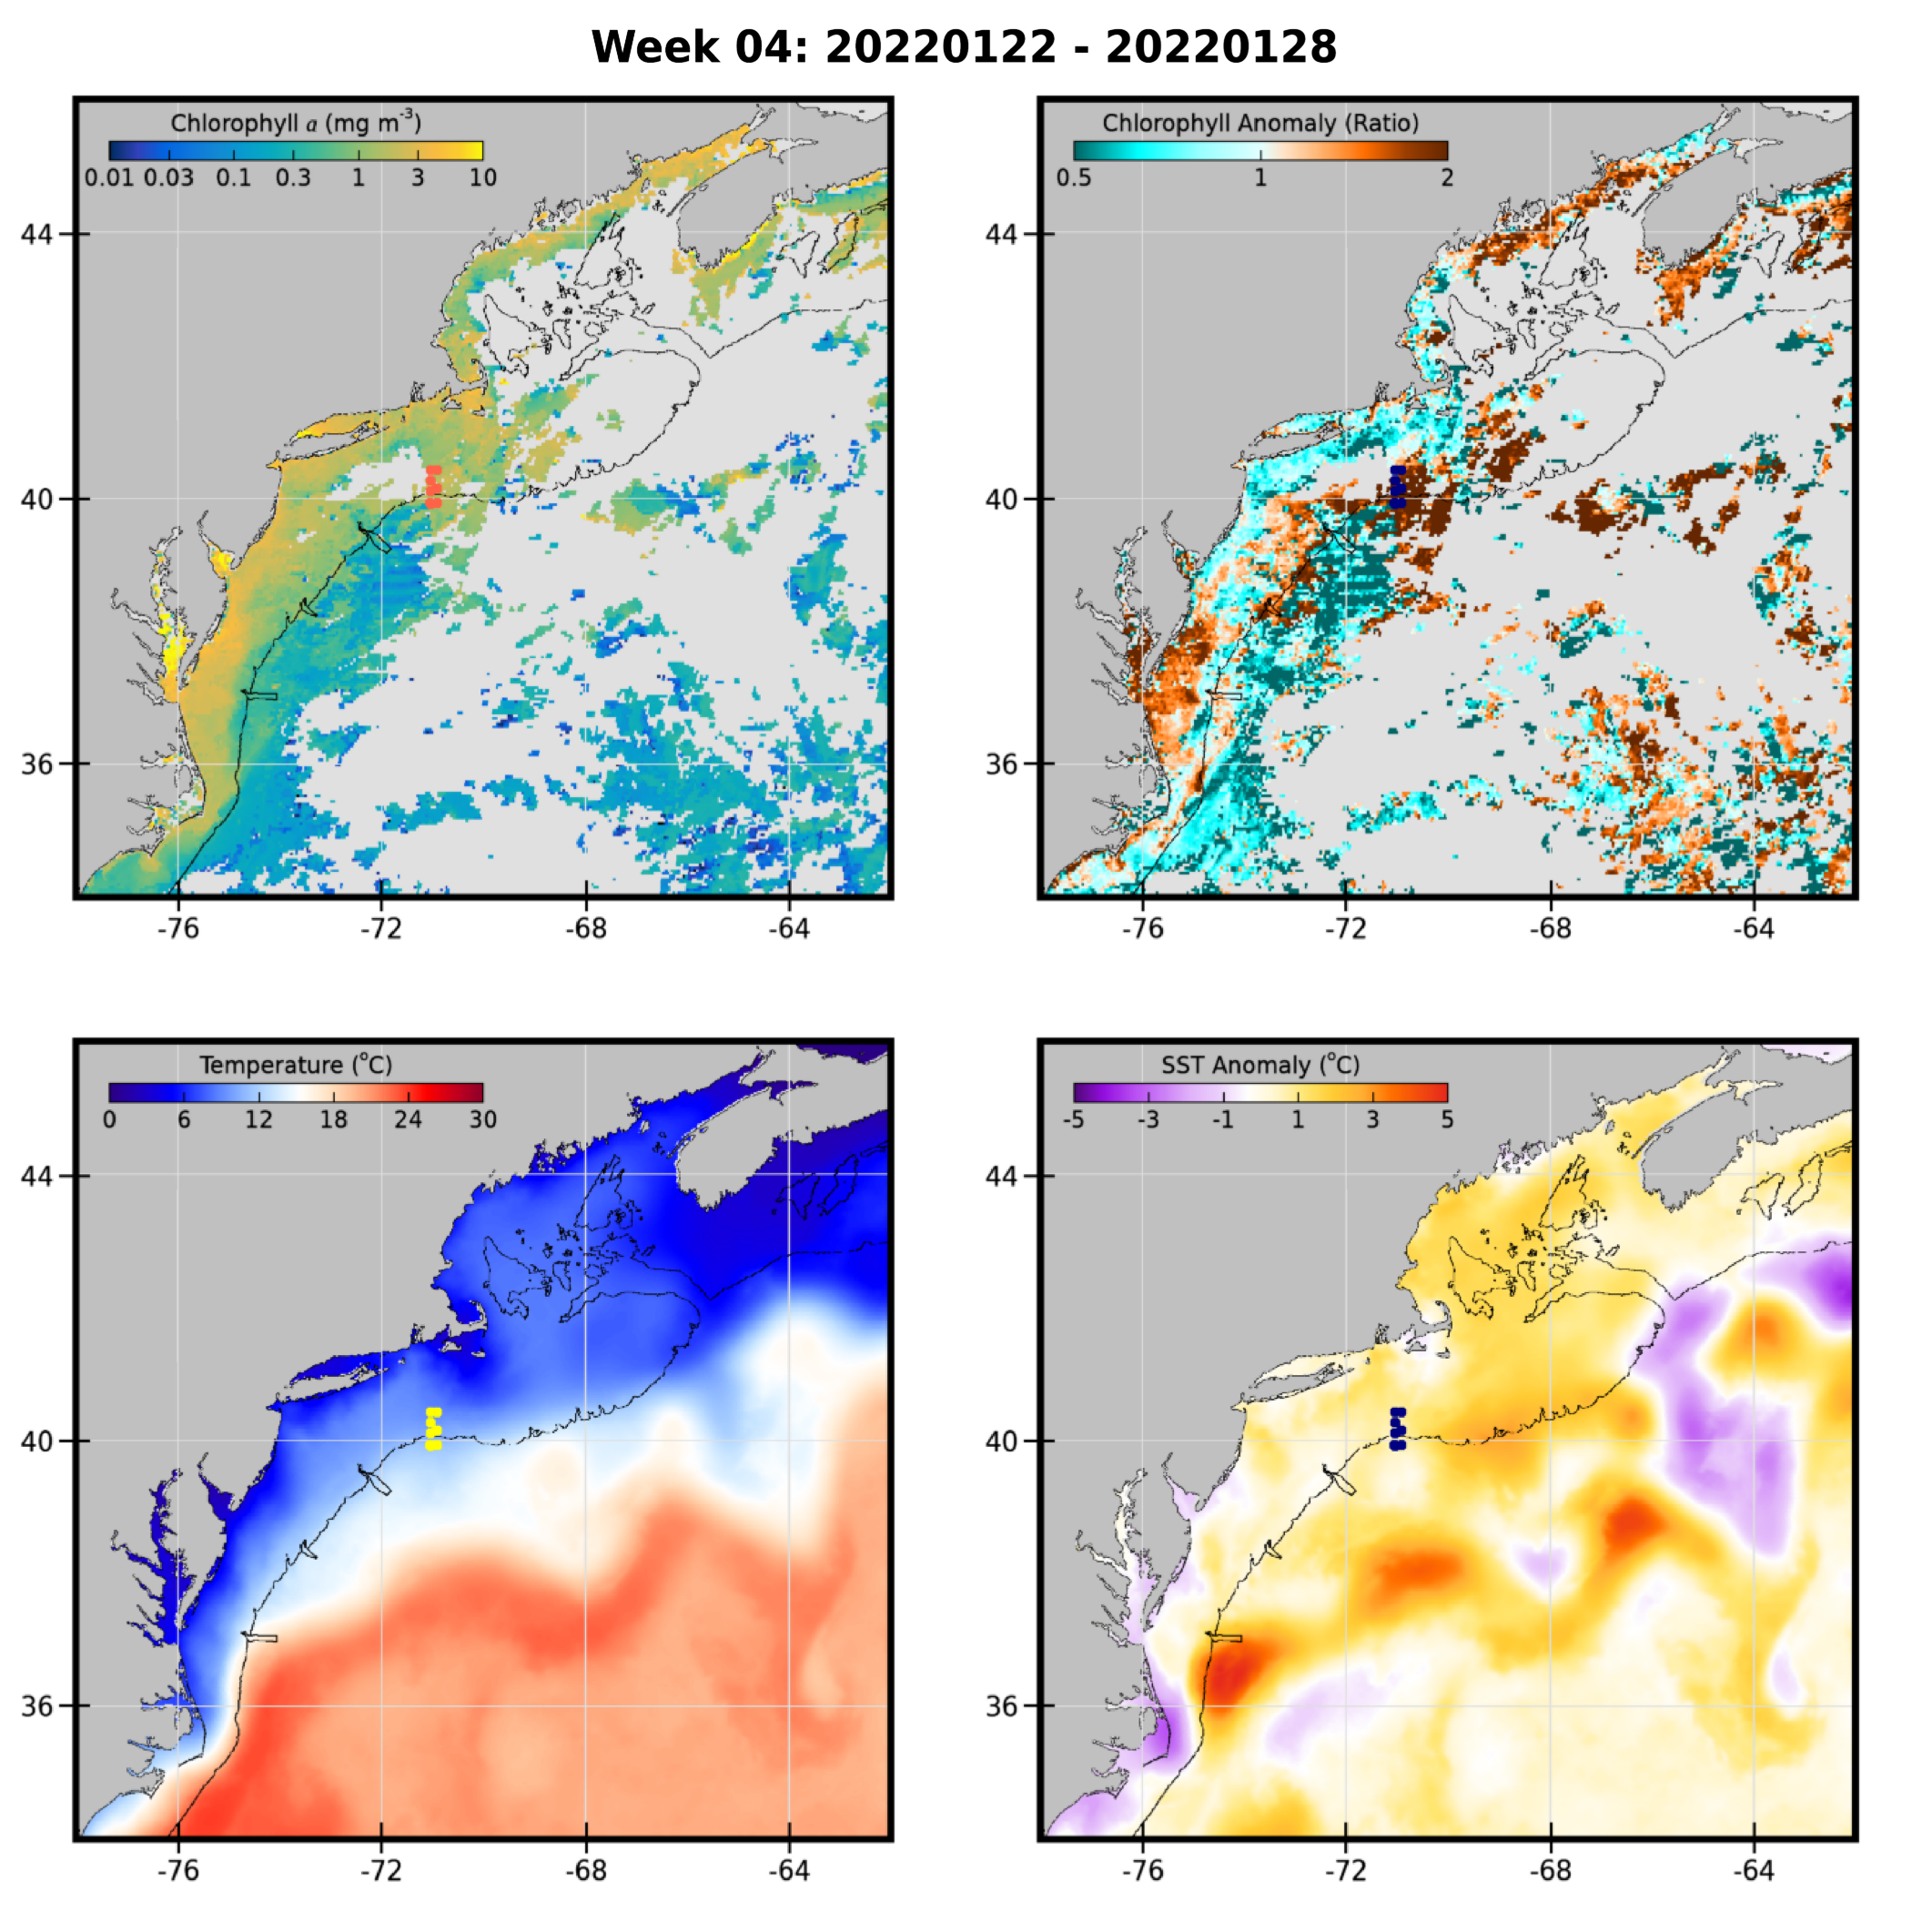 Week 04: 20220122 - 20220128
Chlorophyll a (mg m-3)
0.01 0.03 0.1 0.3 1 3 10
44
40
36
-76 -72 -68 -64
Chlorophyll Anomaly (Ratio)
0.5 1 2
44
40
36
-76 -72 -68 -64
Temperature (oC)
0 6 12 18 24 30
44
40
36
-76 -72 -68 -64
SST Anomaly (oC)
-5 -3 -1 1 3 5
44
40
36
-76 -72 -68 -64